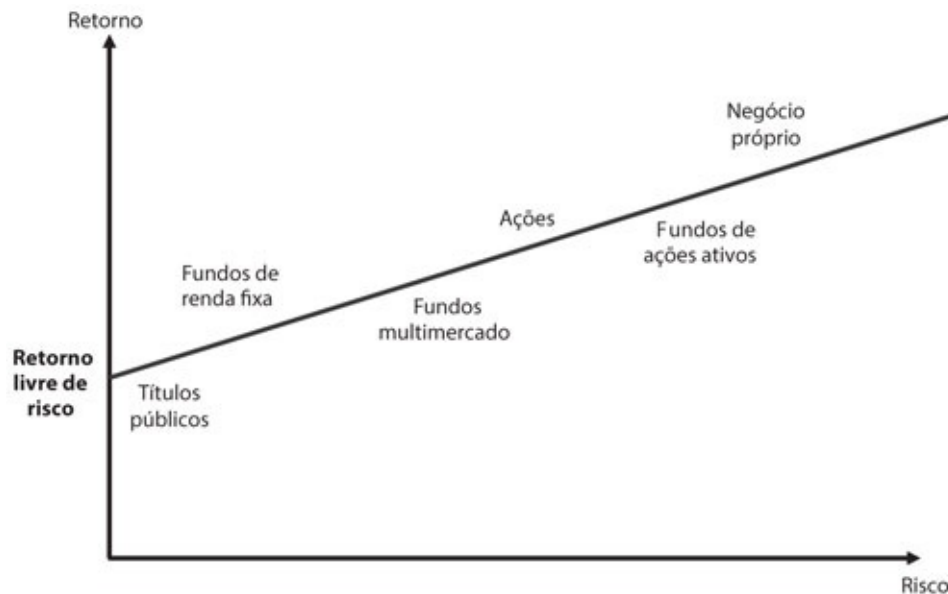 Retorno
Negócio
próprio
Ações
Fundos de
ações ativos
Fundos de
renda fixa
Fundos
multimercado
Retorno
livre de
risco
Títulos
públicos
Risco